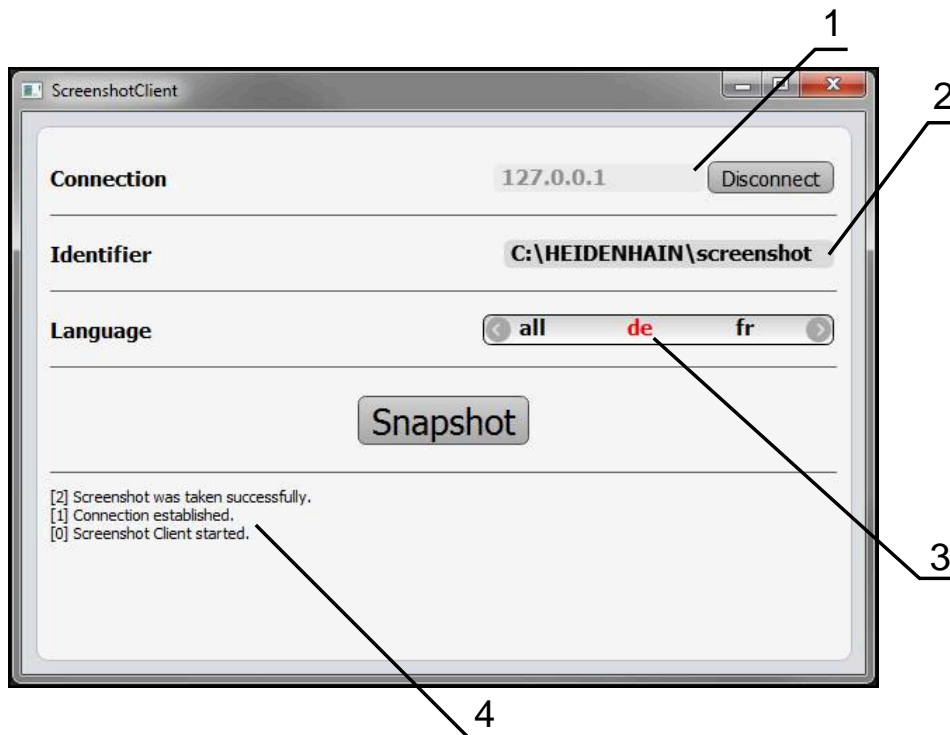 1
ScreenshotClient
2
Connection 127.0.0.1 Disconnect
Identifier C:\HEIDENHAIN\screenshot
Language all de fr
Snapshot
[2] Screenshot was taken successfully.
[1] Connection established.
[0] Screenshot Client started.
3
4